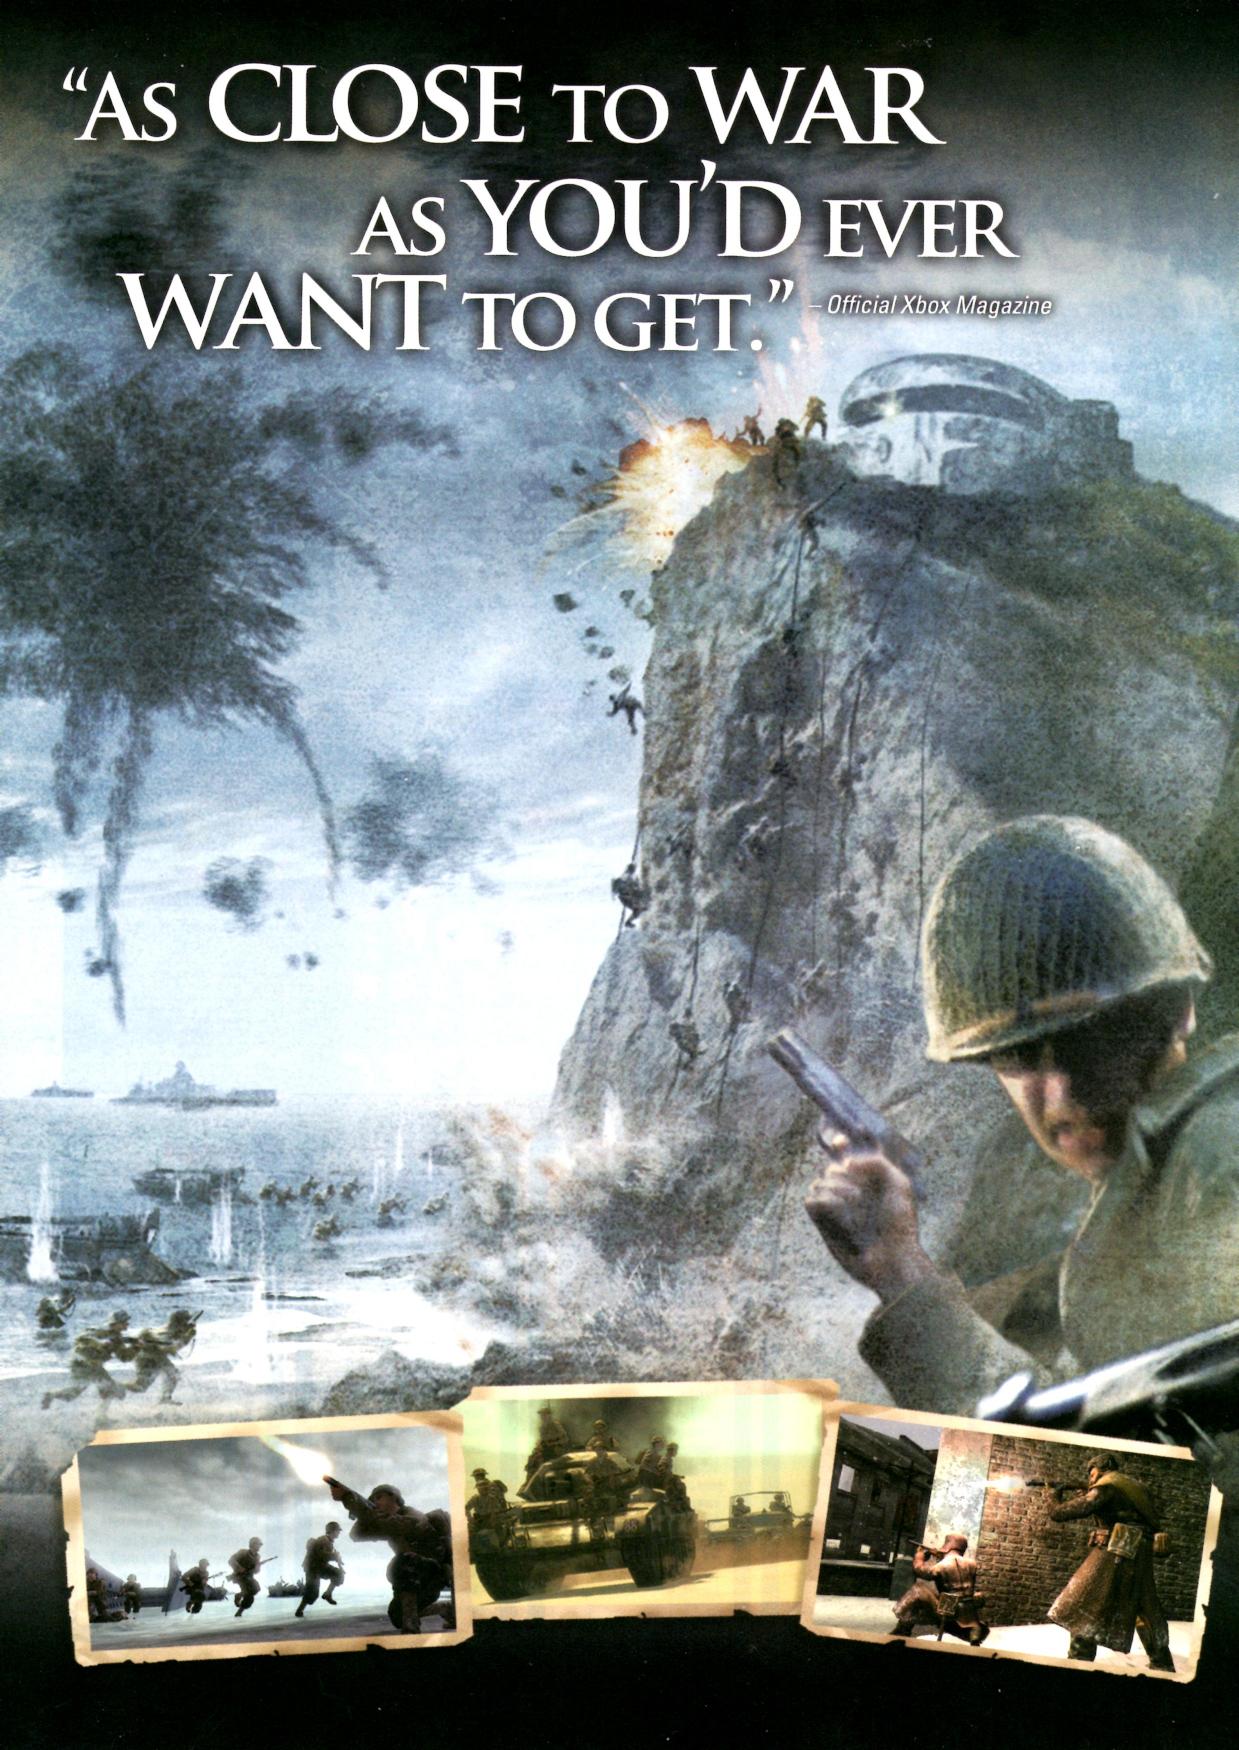 “AS CLOSE TO WAR
AS YOU’D EVER
WANT TO GET.” – Official Xbox Magazine